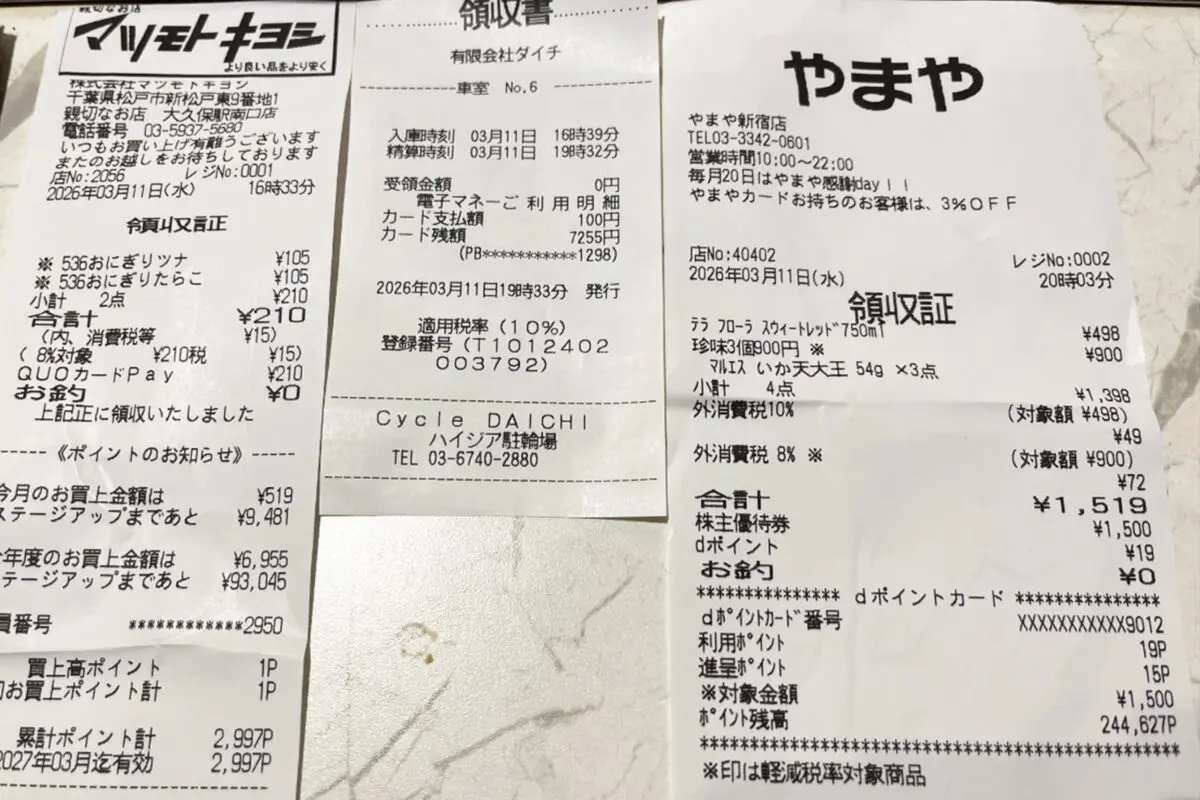 親切なお店
マツモトキヨシ
より良い品をより安く
株式会社マツモトキヨシ
千葉県松戸市新松戸東9番地1
親切なお店 大久保駅南口店
電話番号 03-5937-5680
いつもお買い上げ有難うございます
またのお越しをお待ちしております
店No:2056 レジNo:0001
2026年03月11日(水) 16時33分
領収証
※ 536おにぎりツナ ¥105
※ 536おにぎりたらこ ¥105
小計 2点 ¥210
合計 ¥210
(内、消費税等 ¥15)
( 8%対象 ¥210税 ¥15)
QUOカードPay ¥210
お釣 ¥0
上記正に領収いたしました
------《ポイントのお知らせ》-----
今月のお買上金額は ¥519
ステージアップまであと ¥9,481
年度のお買上金額は ¥6,955
テージアップまであと ¥93,045
員番号 ************2950
買上高ポイント 1P
お買上ポイント計 1P
累計ポイント計 2,997P
2027年03月迄有効 2,997P
領収書
有限会社ダイチ
車室 No.6
入庫時刻 03月11日 16時39分
精算時刻 03月11日 19時32分
受領金額 0円
電子マネーご利用明細
カード支払額 100円
カード残額 7255円
(PB***********1298)
2026年03月11日19時33分 発行
適用税率(10%)
登録番号(T1012402
003792)
Cycle DAICHI
ハイジア駐輪場
TEL 03-6740-2880
やまや
やまや新宿店
TEL03-3342-0601
営業時間10:00〜22:00
毎月20日はやまや感謝day!!
やまやカードお持ちのお客様は、3%OFF
店No:40402 レジNo:0002
2026年03月11日(水) 20時03分
領収証
テラ フローラ スウィートレッド750ml ¥498
珍味3個900円 ※ ¥900
マルエス いか天大王 54g ×3点
小計 4点 ¥1,398
外消費税10% (対象額 ¥498)
¥49
外消費税 8% ※ (対象額 ¥900)
¥72
合計 ¥1,519
株主優待券 ¥1,500
dポイント ¥19
お釣 ¥0
*************** dポイントカード ***************
dポイントカード番号 XXXXXXXXXXX9012
利用ポイント 19P
進呈ポイント 15P
※対象金額 ¥1,500
ポイント残高 244,627P
**************************************************
※印は軽減税率対象商品